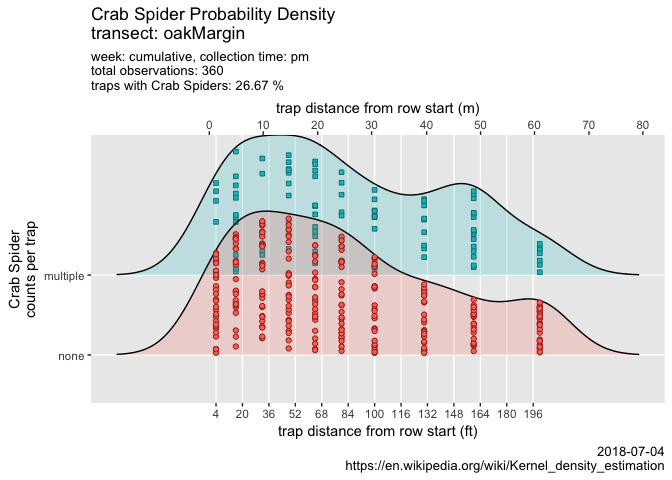 Crab Spider Probability Density
transect: oakMargin
week: cumulative, collection time: pm
total observations: 360
traps with Crab Spiders: 26.67 %
trap distance from row start (m)
0 10 20 30 40 50 60 70 80
Crab Spider
counts per trap
multiple
none
4 20 36 52 68 84 100 116 132 148 164 180 196
trap distance from row start (ft)
2018-07-04
https://en.wikipedia.org/wiki/Kernel_density_estimation